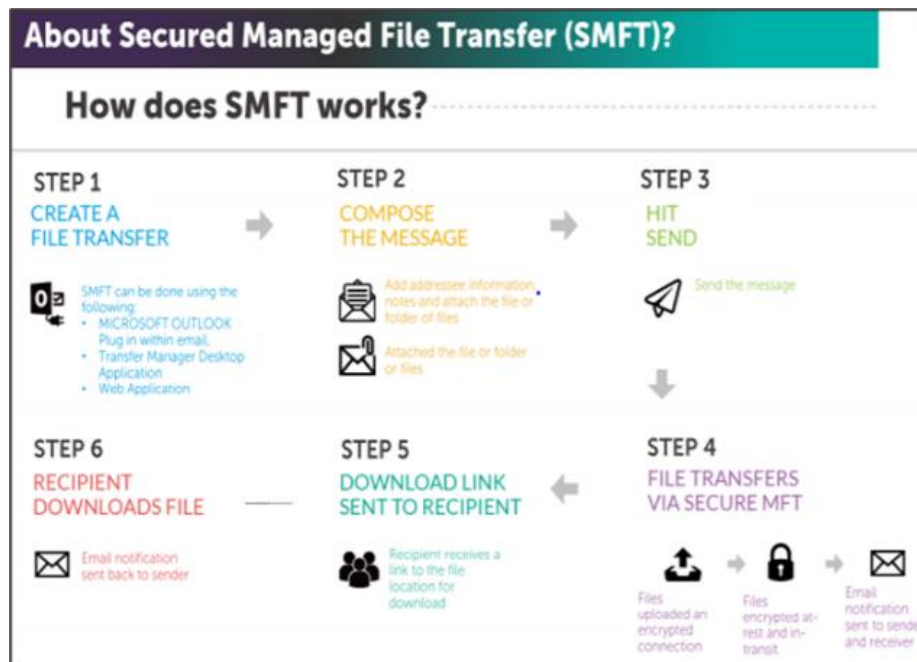 About Secured Managed File Transfer (SMFT)?
How does SMFT works?
STEP 1
CREATE A
FILE TRANSFER
SMFT can be done using the
following:
• MICROSOFT OUTLOOK
Plug in within email,
• Transfer Manager Desktop
Application
• Web Application
STEP 2
COMPOSE
THE MESSAGE
Add addressee information,
notes and attach the file or
folder of files
Attached the file or folder
or files
STEP 3
HIT
SEND
Send the message
STEP 4
FILE TRANSFERS
VIA SECURE MFT
Files
uploaded an
encrypted
connection
Files
encrypted at-
rest and in-
transit
Email
notification
sent to sende
and receiver
STEP 5
DOWNLOAD LINK
SENT TO RECIPIENT
Recipient receives a
link to the file
location for
download
STEP 6
RECIPIENT
DOWNLOADS FILE
Email notification
sent back to sender